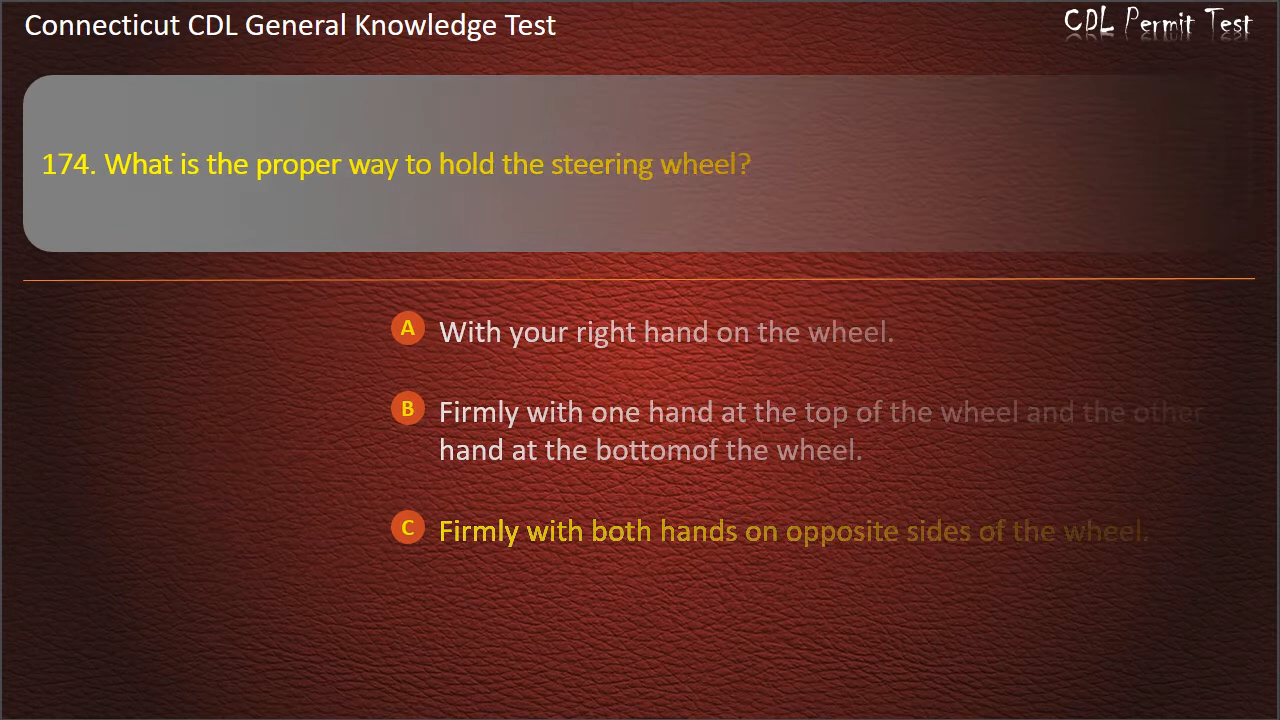 Connecticut CDL General Knowledge Test
CDL Permit Test
174. What is the proper way to hold the steering wheel?
A With your right hand on the wheel.
B Firmly with one hand at the top of the wheel and the other
hand at the bottomof the wheel.
C Firmly with both hands on opposite sides of the wheel.